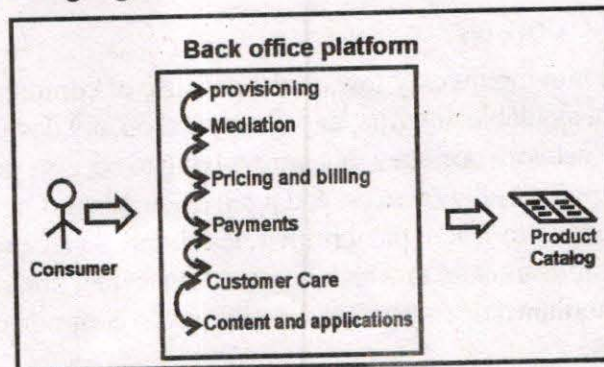 Back office platform
provisioning
Mediation
Pricing and billing
Payments
Customer Care
Content and applications
Consumer
Product
Catalog